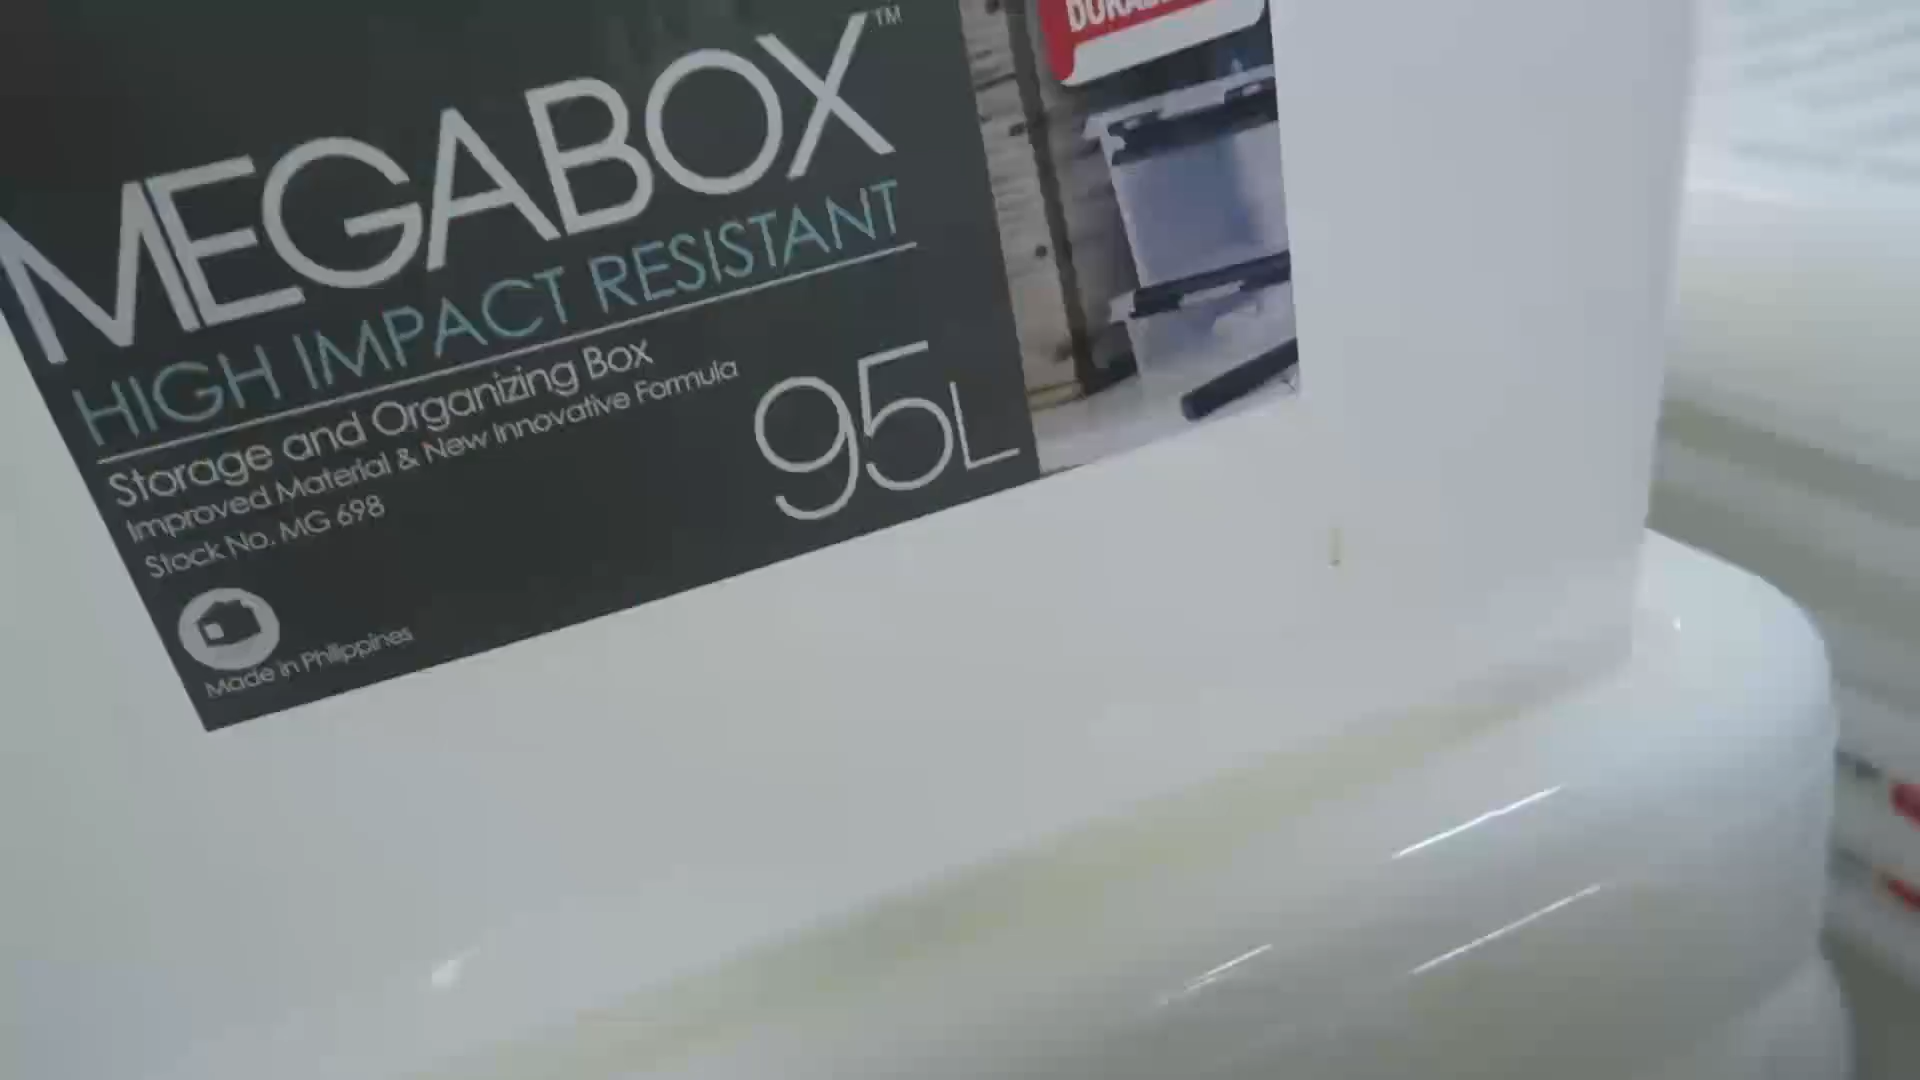 MEGABOX™
HIGH IMPACT RESISTANT
Storage and Organizing Box
Improved Material & New Innovative Formula
Stock No. MG 698
95L
Made in Philippines